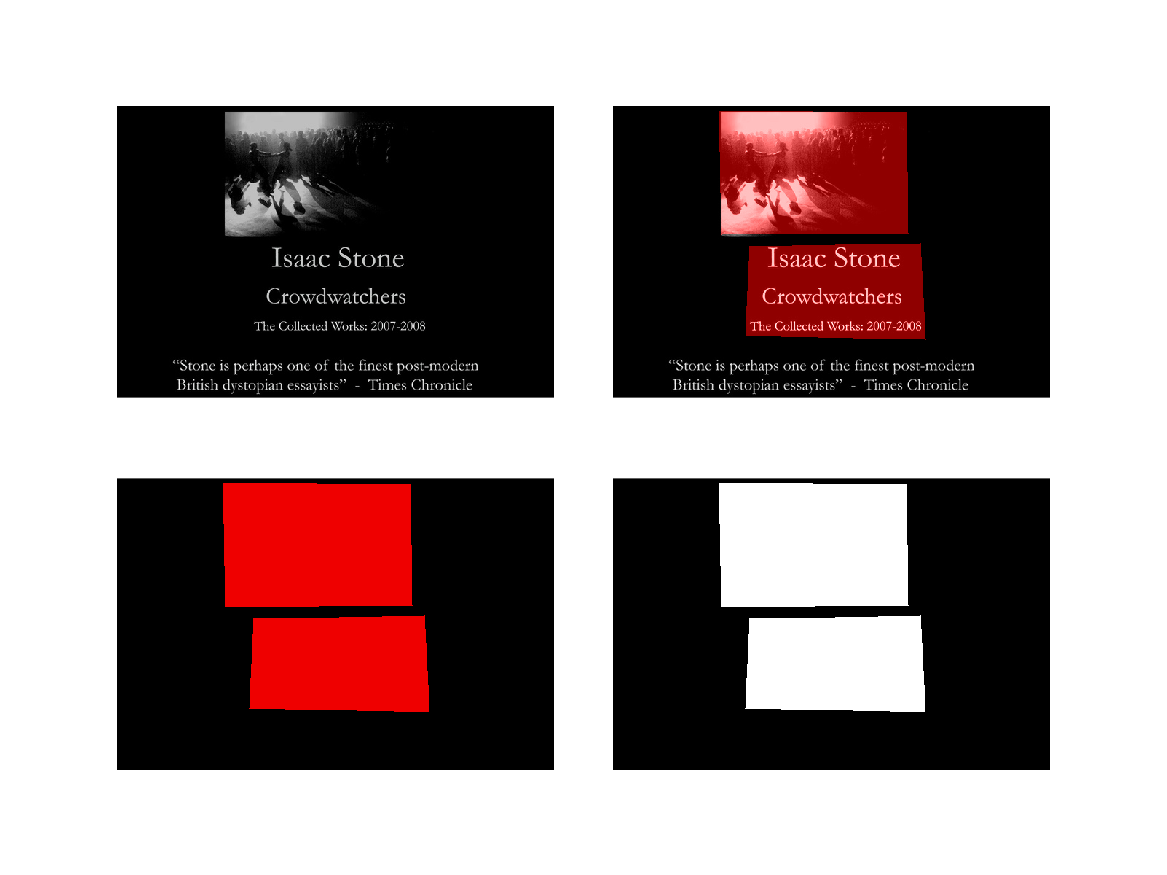 Isaac Stone
Crowdwatchers
The Collected Works: 2007-2008
“Stone is perhaps one of the finest post-modern
British dystopian essayists” - Times Chronicle
Isaac Stone
Crowdwatchers
The Collected Works: 2007-2008
“Stone is perhaps one of the finest post-modern
British dystopian essayists” - Times Chronicle